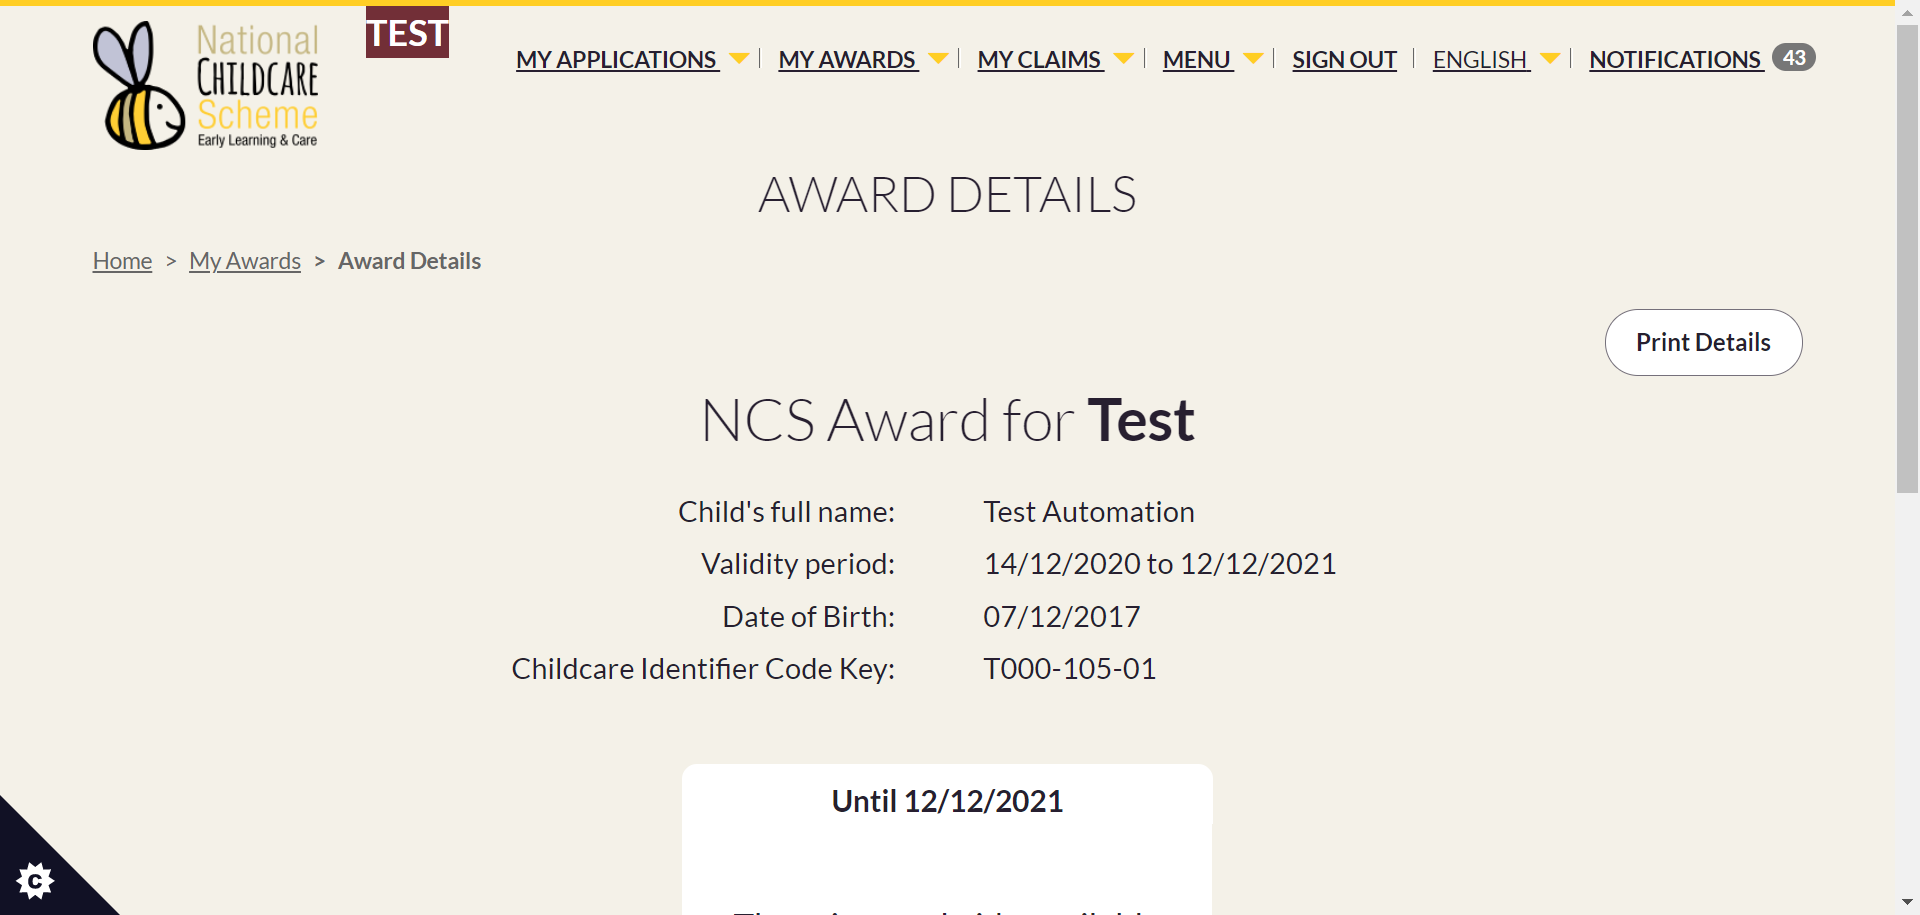 National
CHILDCARE
Scheme
Early Learning & Care
TEST
MY APPLICATIONS MY AWARDS MY CLAIMS MENU SIGN OUT ENGLISH NOTIFICATIONS 43
AWARD DETAILS
Home > My Awards > Award Details
Print Details
NCS Award for Test
Child's full name: Test Automation
Validity period: 14/12/2020 to 12/12/2021
Date of Birth: 07/12/2017
Childcare Identifier Code Key: T000-105-01
Until 12/12/2021
C